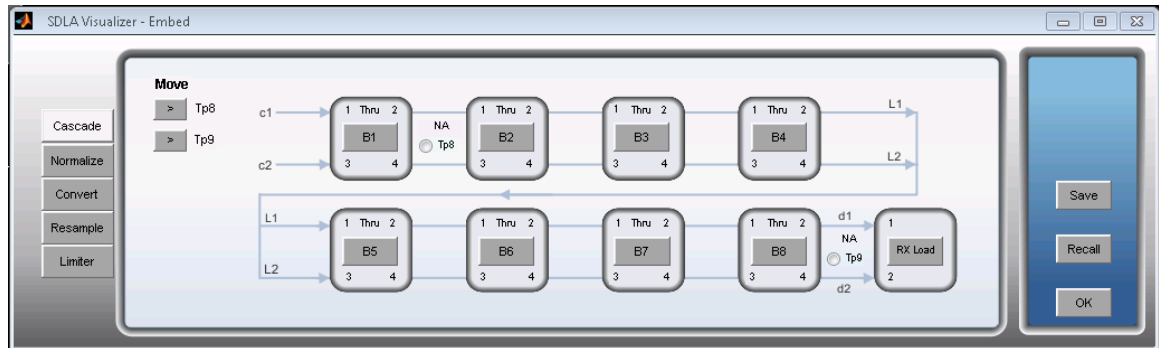 SDLA Visualizer - Embed
Move
> Tp8
> Tp9
Cascade
Normalize
Convert
Resample
Limiter
c1
c2
1 Thru 2
B1
3 4
NA
Tp8
1 Thru 2
B2
3 4
1 Thru 2
B3
3 4
1 Thru 2
B4
3 4
L1
L2
L1
L2
1 Thru 2
B5
3 4
1 Thru 2
B6
3 4
1 Thru 2
B7
3 4
1 Thru 2
B8
3 4
d1
NA
Tp9
d2
1
RX Load
2
Save
Recall
OK